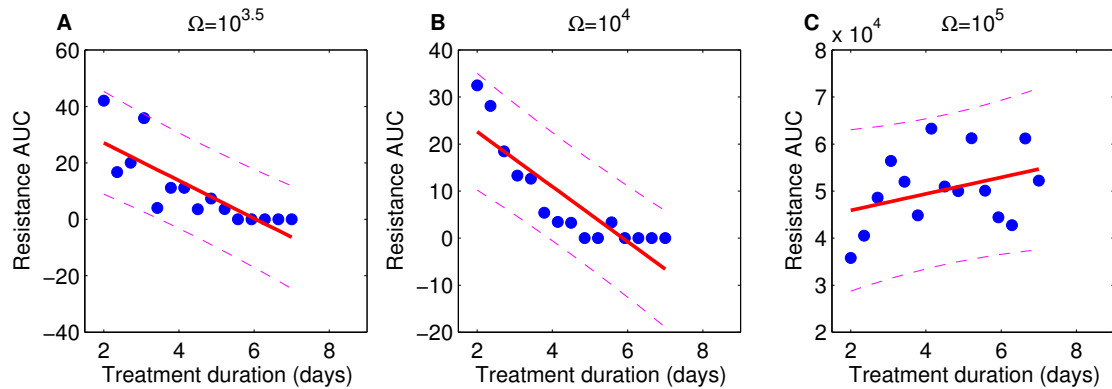 A Ω=10^3.5
60
40
20
0
−20
−40
2 4 6 8
Resistance AUC
Treatment duration (days)
B Ω=10^4
40
30
20
10
0
−10
−20
2 4 6 8
Resistance AUC
Treatment duration (days)
C Ω=10^5
x 10^4
8
7
6
5
4
3
2
2 4 6 8
Resistance AUC
Treatment duration (days)